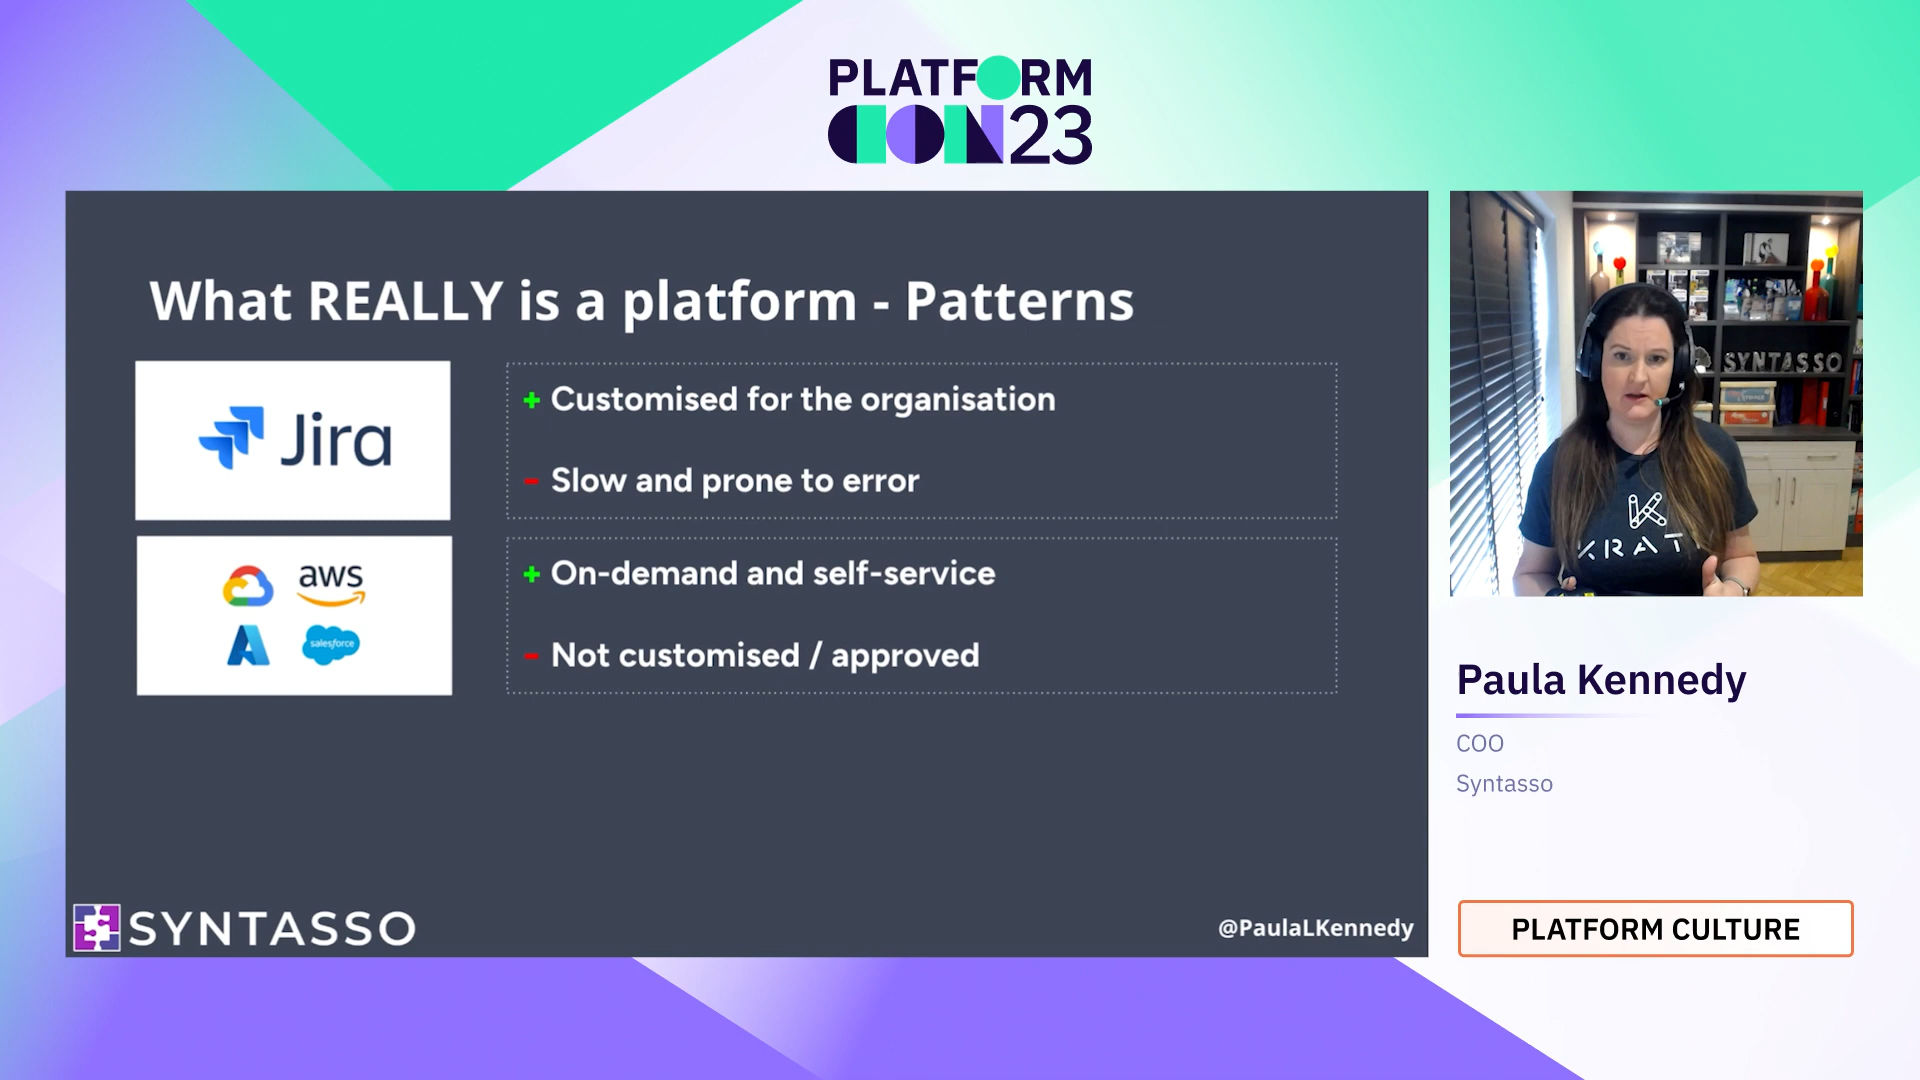 PLATFORM
CON23
What REALLY is a platform - Patterns
Jira
+ Customised for the organisation
- Slow and prone to error
aws
salesforce
+ On-demand and self-service
- Not customised / approved
SYNTASSO
@PaulaLKennedy
SYNTASSO
KRAT
Paula Kennedy
COO
Syntasso
PLATFORM CULTURE